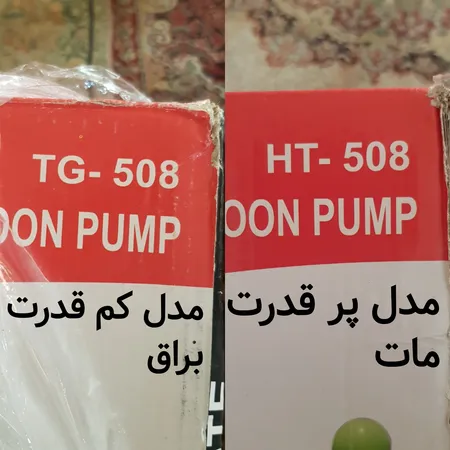 TG- 508
OON PUMP
مدل کم قدرت
براق
HT- 508
OON PUMP
مدل پر قدرت
مات